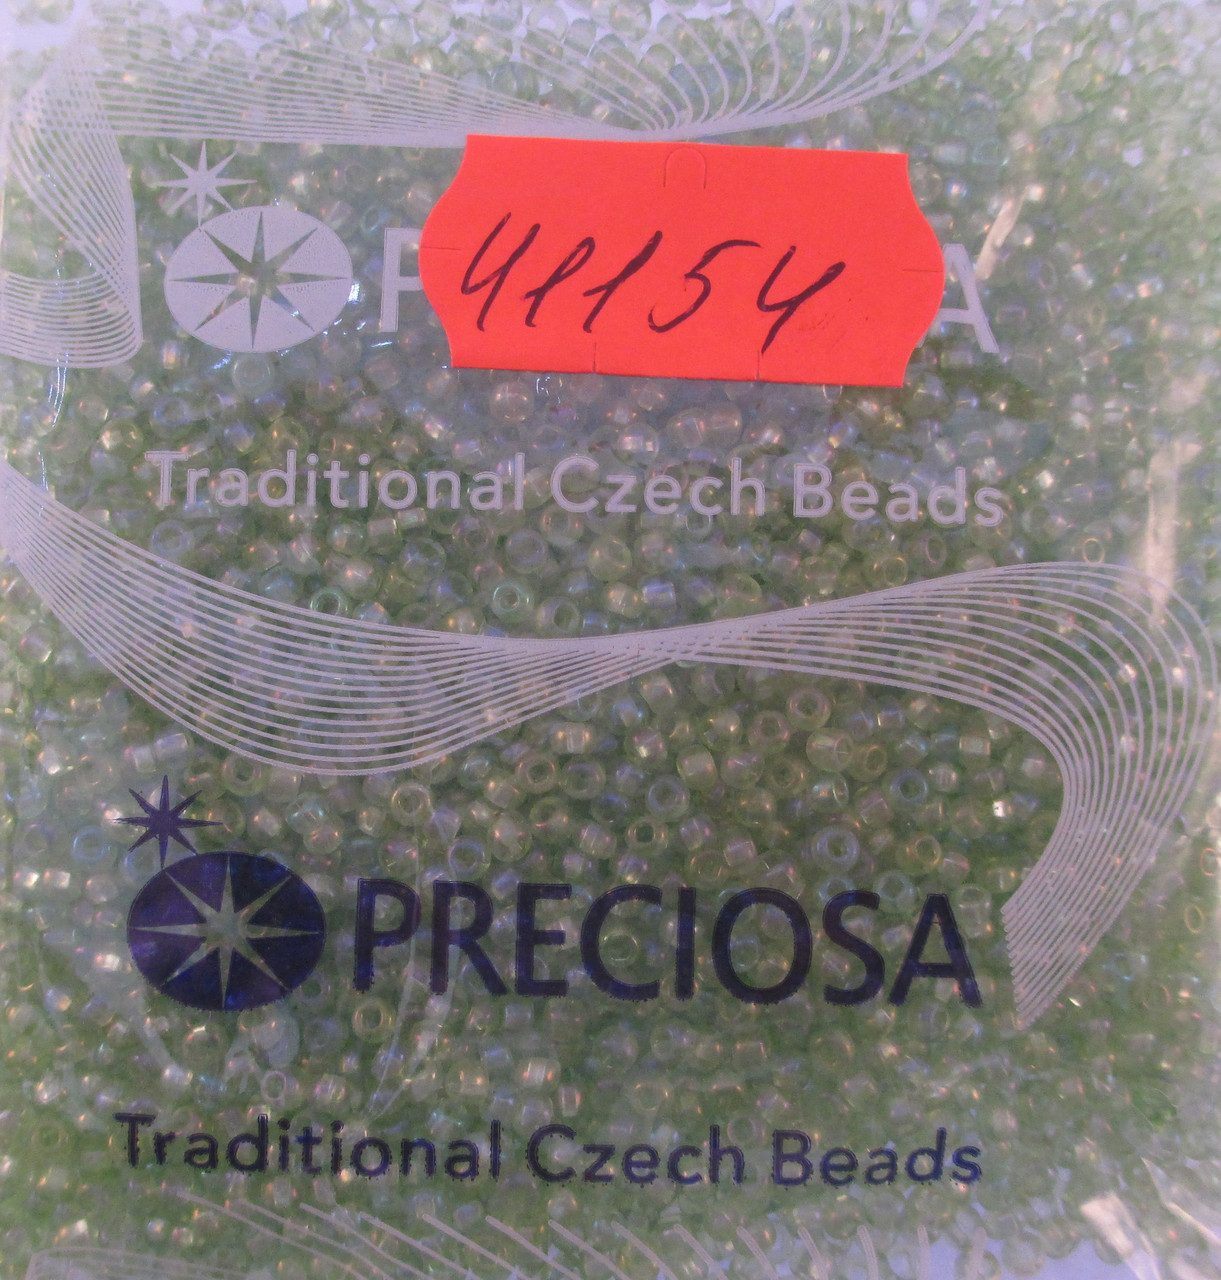 41154
Traditional Czech Beads
PRECIOSA
Traditional Czech Beads